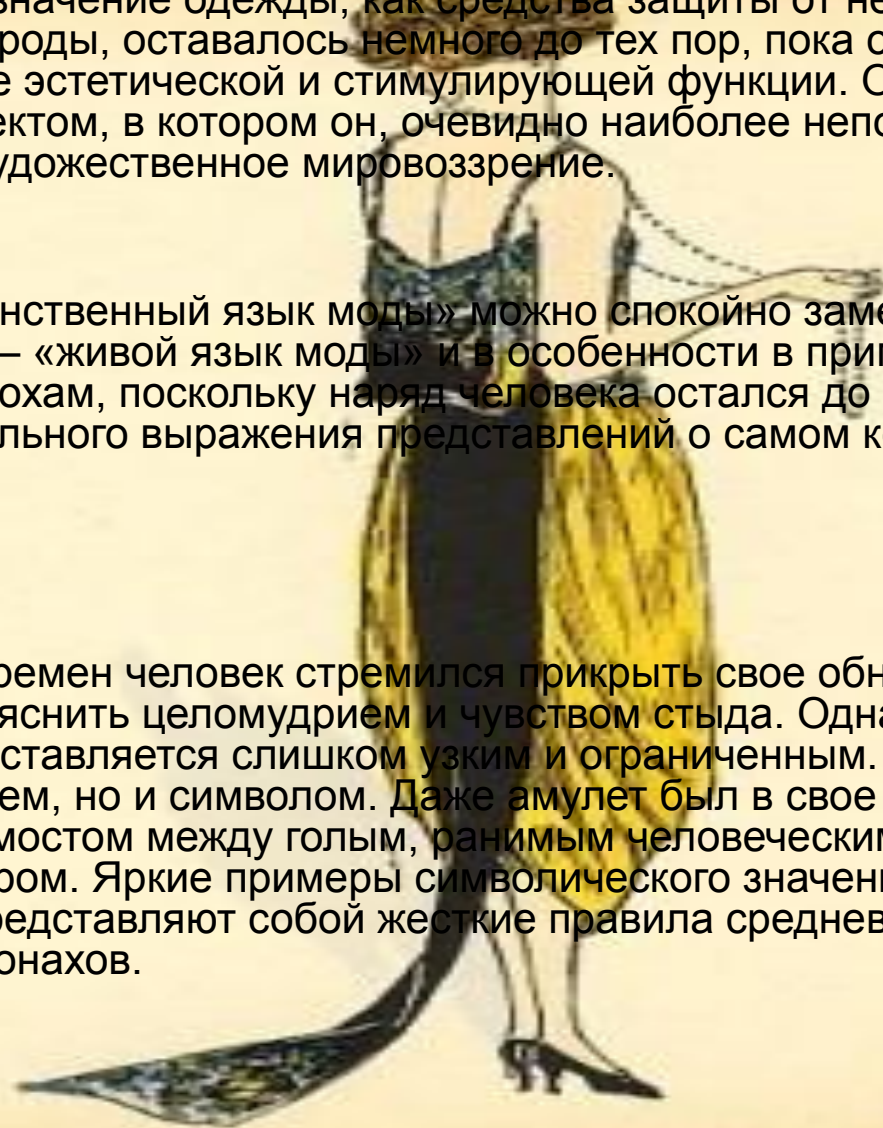 значение одежды, как средства защиты от не
роды, оставалось немного до тех пор, пока о
е эстетической и стимулирующей функции. О
ектом, в котором он, очевидно наиболее непо
удожественное мировоззрение.
нственный язык моды» можно спокойно заме
– «живой язык моды» и в особенности в при
охам, поскольку наряд человека остался до
льного выражения представлений о самом к
ремен человек стремился прикрыть свое обн
яснить целомудрием и чувством стыда. Одна
ставляется слишком узким и ограниченным.
ем, но и символом. Даже амулет был в свое
мостом между голым, ранимым человечески
ром. Яркие примеры символического значени
редставляют собой жесткие правила среднев
онахов.